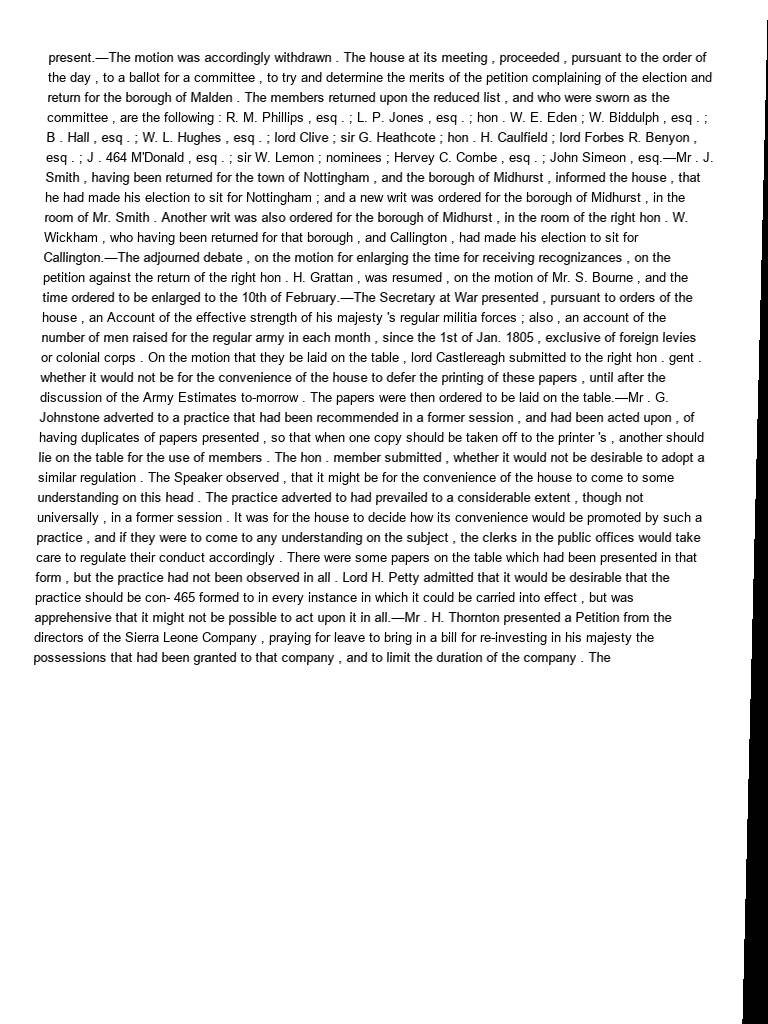 present.—The motion was accordingly withdrawn . The house at its meeting , proceeded , pursuant to the order of
the day , to a ballot for a committee , to try and determine the merits of the petition complaining of the election and
return for the borough of Malden . The members returned upon the reduced list , and who were sworn as the
committee , are the following : R. M. Phillips , esq . ; L. P. Jones , esq . ; hon . W. E. Eden ; W. Biddulph , esq . ;
B . Hall , esq . ; W. L. Hughes , esq . ; lord Clive ; sir G. Heathcote ; hon . H. Caulfield ; lord Forbes R. Benyon ,
esq . ; J . 464 M'Donald , esq . ; sir W. Lemon ; nominees ; Hervey C. Combe , esq . ; John Simeon , esq.—Mr . J.
Smith , having been returned for the town of Nottingham , and the borough of Midhurst , informed the house , that
he had made his election to sit for Nottingham ; and a new writ was ordered for the borough of Midhurst , in the
room of Mr. Smith . Another writ was also ordered for the borough of Midhurst , in the room of the right hon . W.
Wickham , who having been returned for that borough , and Callington , had made his election to sit for
Callington.—The adjourned debate , on the motion for enlarging the time for receiving recognizances , on the
petition against the return of the right hon . H. Grattan , was resumed , on the motion of Mr. S. Bourne , and the
time ordered to be enlarged to the 10th of February.—The Secretary at War presented , pursuant to orders of the
house , an Account of the effective strength of his majesty 's regular militia forces ; also , an account of the
number of men raised for the regular army in each month , since the 1st of Jan. 1805 , exclusive of foreign levies
or colonial corps . On the motion that they be laid on the table , lord Castlereagh submitted to the right hon . gent .
whether it would not be for the convenience of the house to defer the printing of these papers , until after the
discussion of the Army Estimates to-morrow . The papers were then ordered to be laid on the table.—Mr . G.
Johnstone adverted to a practice that had been recommended in a former session , and had been acted upon , of
having duplicates of papers presented , so that when one copy should be taken off to the printer 's , another should
lie on the table for the use of members . The hon . member submitted , whether it would not be desirable to adopt a
similar regulation . The Speaker observed , that it might be for the convenience of the house to come to some
understanding on this head . The practice adverted to had prevailed to a considerable extent , though not
universally , in a former session . It was for the house to decide how its convenience would be promoted by such a
practice , and if they were to come to any understanding on the subject , the clerks in the public offices would take
care to regulate their conduct accordingly . There were some papers on the table which had been presented in that
form , but the practice had not been observed in all . Lord H. Petty admitted that it would be desirable that the
practice should be con- 465 formed to in every instance in which it could be carried into effect , but was
apprehensive that it might not be possible to act upon it in all.—Mr . H. Thornton presented a Petition from the
directors of the Sierra Leone Company , praying for leave to bring in a bill for re-investing in his majesty the
possessions that had been granted to that company , and to limit the duration of the company . The